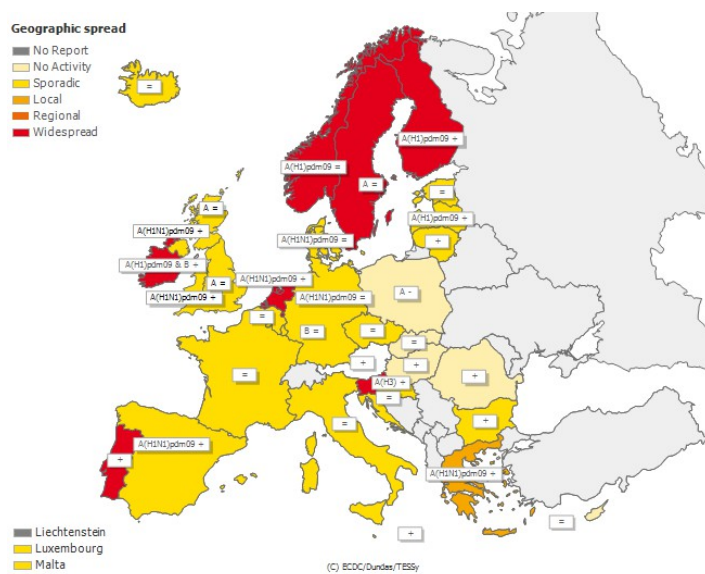 Geographic spread
No Report
No Activity
Sporadic
Local
Regional
Widespread
=
A(H1)pdm09 +
A(H1)pdm09 =
A =
=
A =
A(H1)pdm09 +
A(H1N1)pdm09 +
A(H1N1)pdm09 =
+
A(H1)pdm09 & B +
A(H1N1)pdm09 +
A =
A -
A(H1N1)pdm09 +
A(H1N1)pdm09 =
=
B =
=
=
+
+
=
A(H3) +
+
=
+
=
A(H1N1)pdm09 +
+
A(H1N1)pdm09 +
=
+
Liechtenstein
Luxembourg
Malta
(C) ECDC/Dundas/TESSy